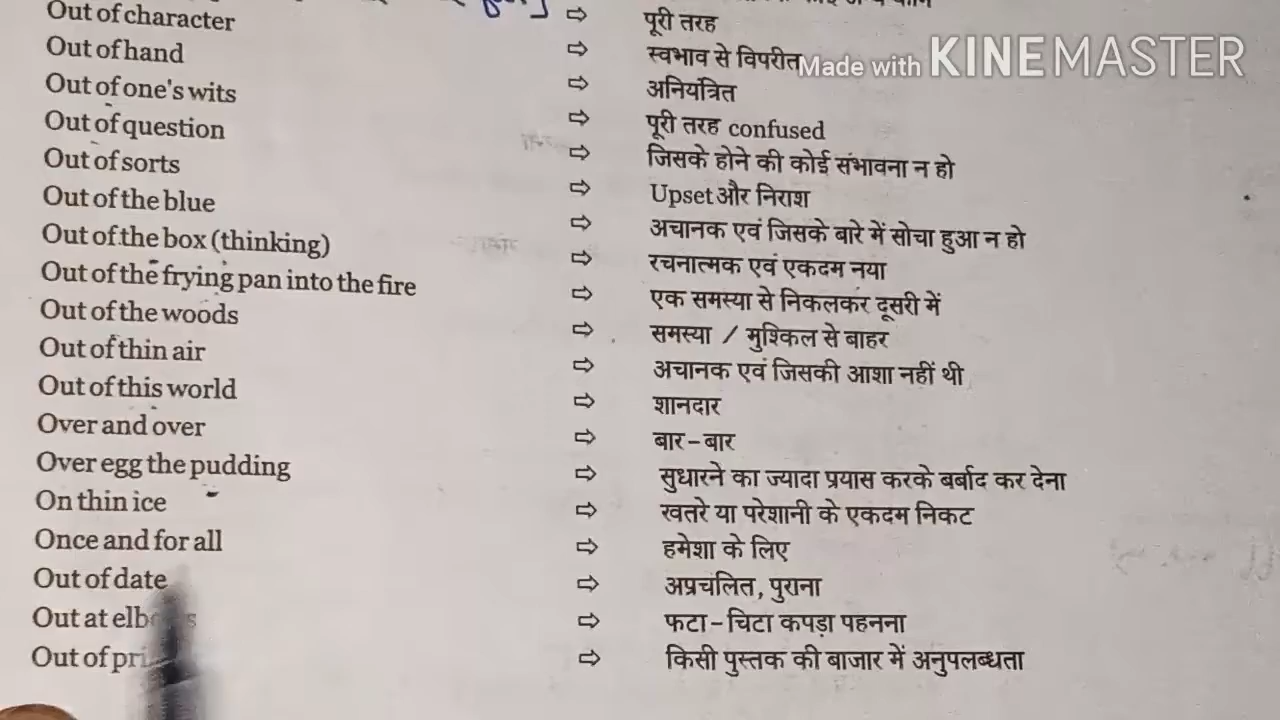 पूरी तरह
Out of character ⇨ स्वभाव से विपरीत
Out of hand ⇨ अनियंत्रित
Out of one's wits ⇨ पूरी तरह confused
Out of question ⇨ जिसके होने की कोई संभावना न हो
Out of sorts ⇨ Upset और निराश
Out of the blue ⇨ अचानक एवं जिसके बारे में सोचा हुआ न हो
Out of the box (thinking) ⇨ रचनात्मक एवं एकदम नया
Out of the frying pan into the fire ⇨ एक समस्या से निकलकर दूसरी में
Out of the woods ⇨ समस्या / मुश्किल से बाहर
Out of thin air ⇨ अचानक एवं जिसकी आशा नहीं थी
Out of this world ⇨ शानदार
Over and over ⇨ बार-बार
Over egg the pudding ⇨ सुधारने का ज्यादा प्रयास करके बर्बाद कर देना
On thin ice ⇨ खतरे या परेशानी के एकदम निकट
Once and for all ⇨ हमेशा के लिए
Out of date ⇨ अप्रचलित, पुराना
Out at ⇨ फटा-चिटा कपड़ा पहनना
Out of ⇨ किसी पुस्तक की बाजार में अनुपलब्धता
Made with KINEMASTER